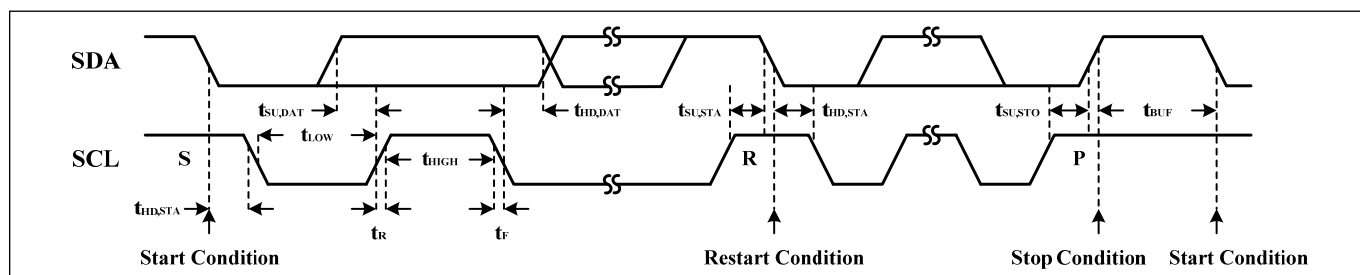 SDA
tSU,DAT tHD,DAT tSU,STA tHD,STA tSU,STO tBUF
tLOW
SCL S tHIGH R P
tHD,STA
tR tF
Start Condition Restart Condition Stop Condition Start Condition